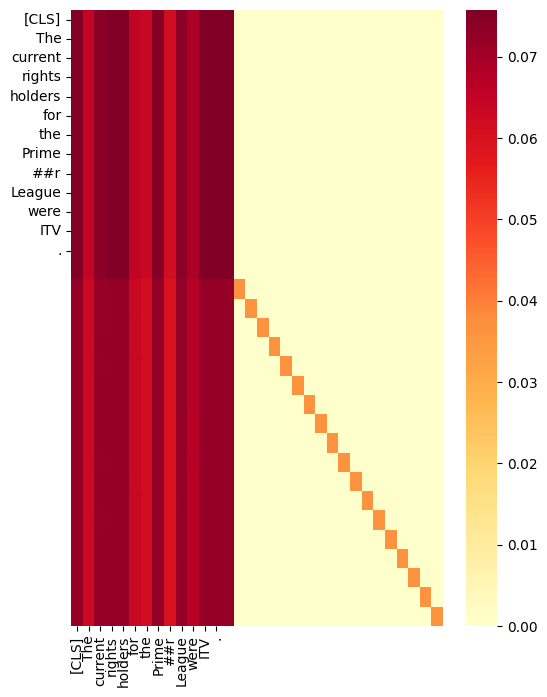 [CLS]
The
current
rights
holders
for
the
Prime
##r
League
were
ITV
.
0.07
0.06
0.05
0.04
0.03
0.02
0.01
0.00
[CLS]
The
current
rights
holders
for
the
Prime
##r
League
were
ITV
.